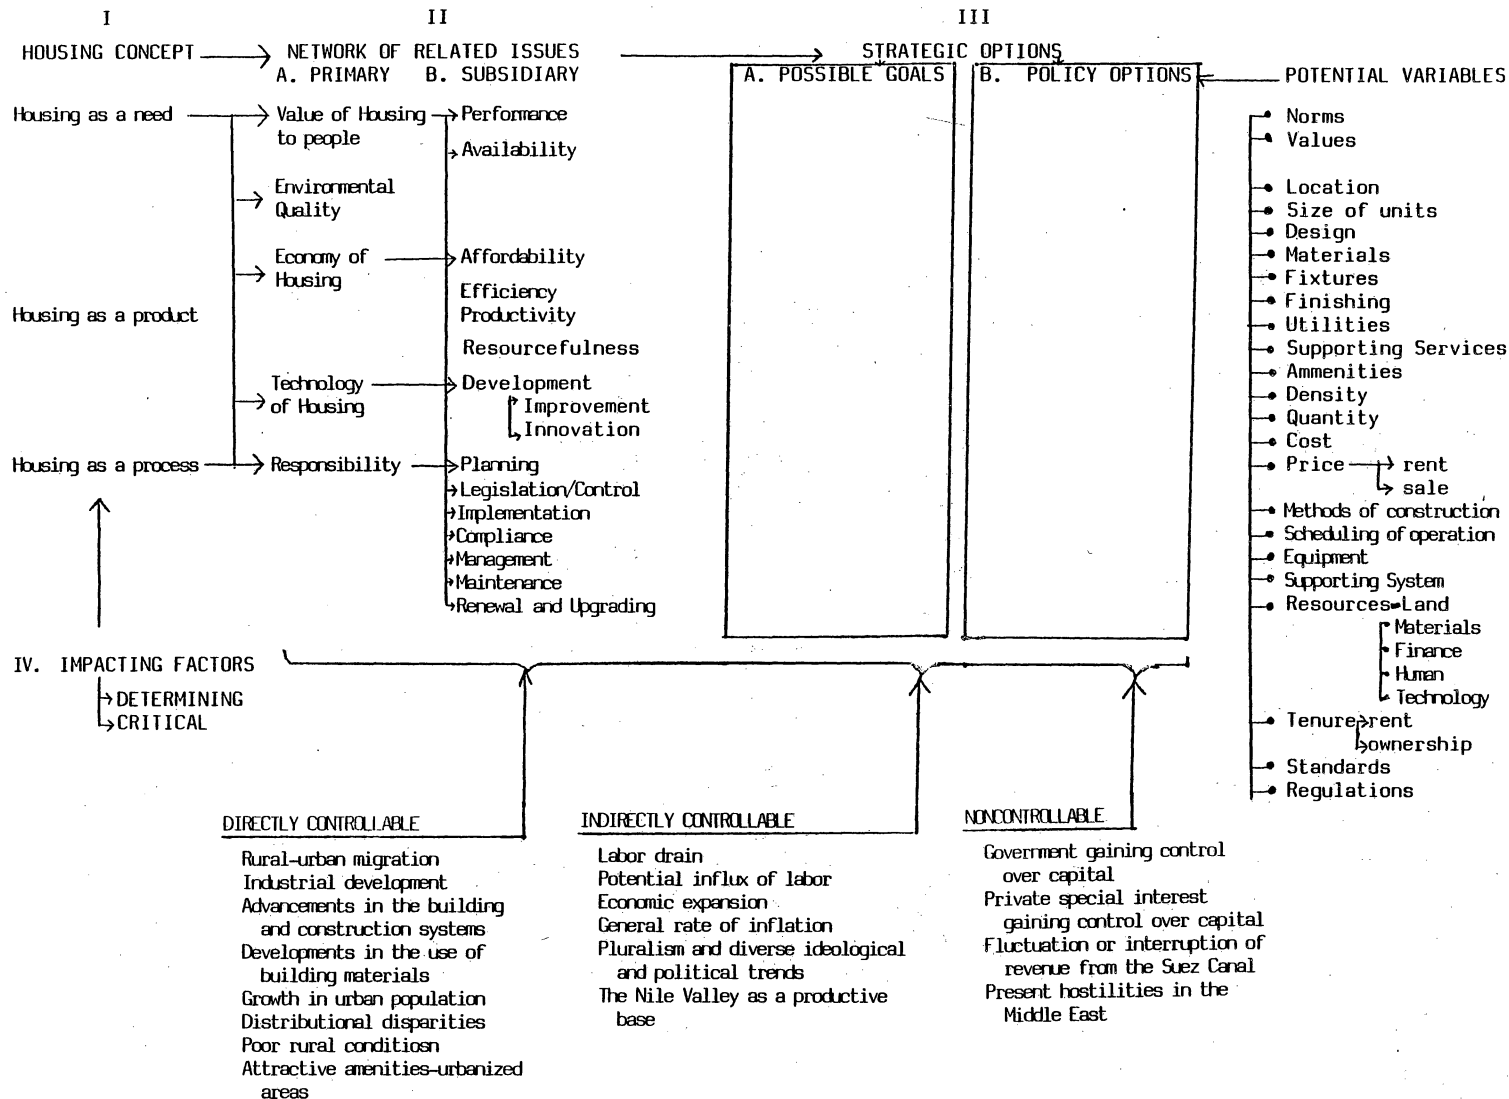 I
II
III
HOUSING CONCEPT
NETWORK OF RELATED ISSUES
STRATEGIC OPTIONS
A. PRIMARY
B. SUBSIDIARY
A. POSSIBLE GOALS
B. POLICY OPTIONS
POTENTIAL VARIABLES
Housing as a need
Housing as a product
Housing as a process
Value of Housing
to people
Environmental
Quality
Economy of
Housing
Technology
of Housing
Responsibility
Performance
Availability
Affordability
Efficiency
Productivity
Resourcefulness
Development
Improvement
Innovation
Planning
Legislation/Control
Implementation
Compliance
Management
Maintenance
Renewal and Upgrading
Norms
Values
Location
Size of units
Design
Materials
Fixtures
Finishing
Utilities
Supporting Services
Ammenities
Density
Quantity
Cost
Price
rent
sale
Methods of construction
Scheduling of operation
Equipment
Supporting System
Resources Land
Materials
Finance
Human
Technology
Tenure rent
ownership
Standards
Regulations
IV. IMPACTING FACTORS
DETERMINING
CRITICAL
DIRECTLY CONTROLLABLE
Rural-urban migration
Industrial development
Advancements in the building
and construction systems
Developments in the use of
building materials
Growth in urban population
Distributional disparities
Poor rural conditiosn
Attractive amenities-urbanized
areas
INDIRECTLY CONTROLLABLE
Labor drain
Potential influx of labor
Economic expansion
General rate of inflation
Pluralism and diverse ideological
and political trends
The Nile Valley as a productive
base
NONCONTROLLABLE
Government gaining control
over capital
Private special interest
gaining control over capital
Fluctuation or interruption of
revenue from the Suez Canal
Present hostilities in the
Middle East